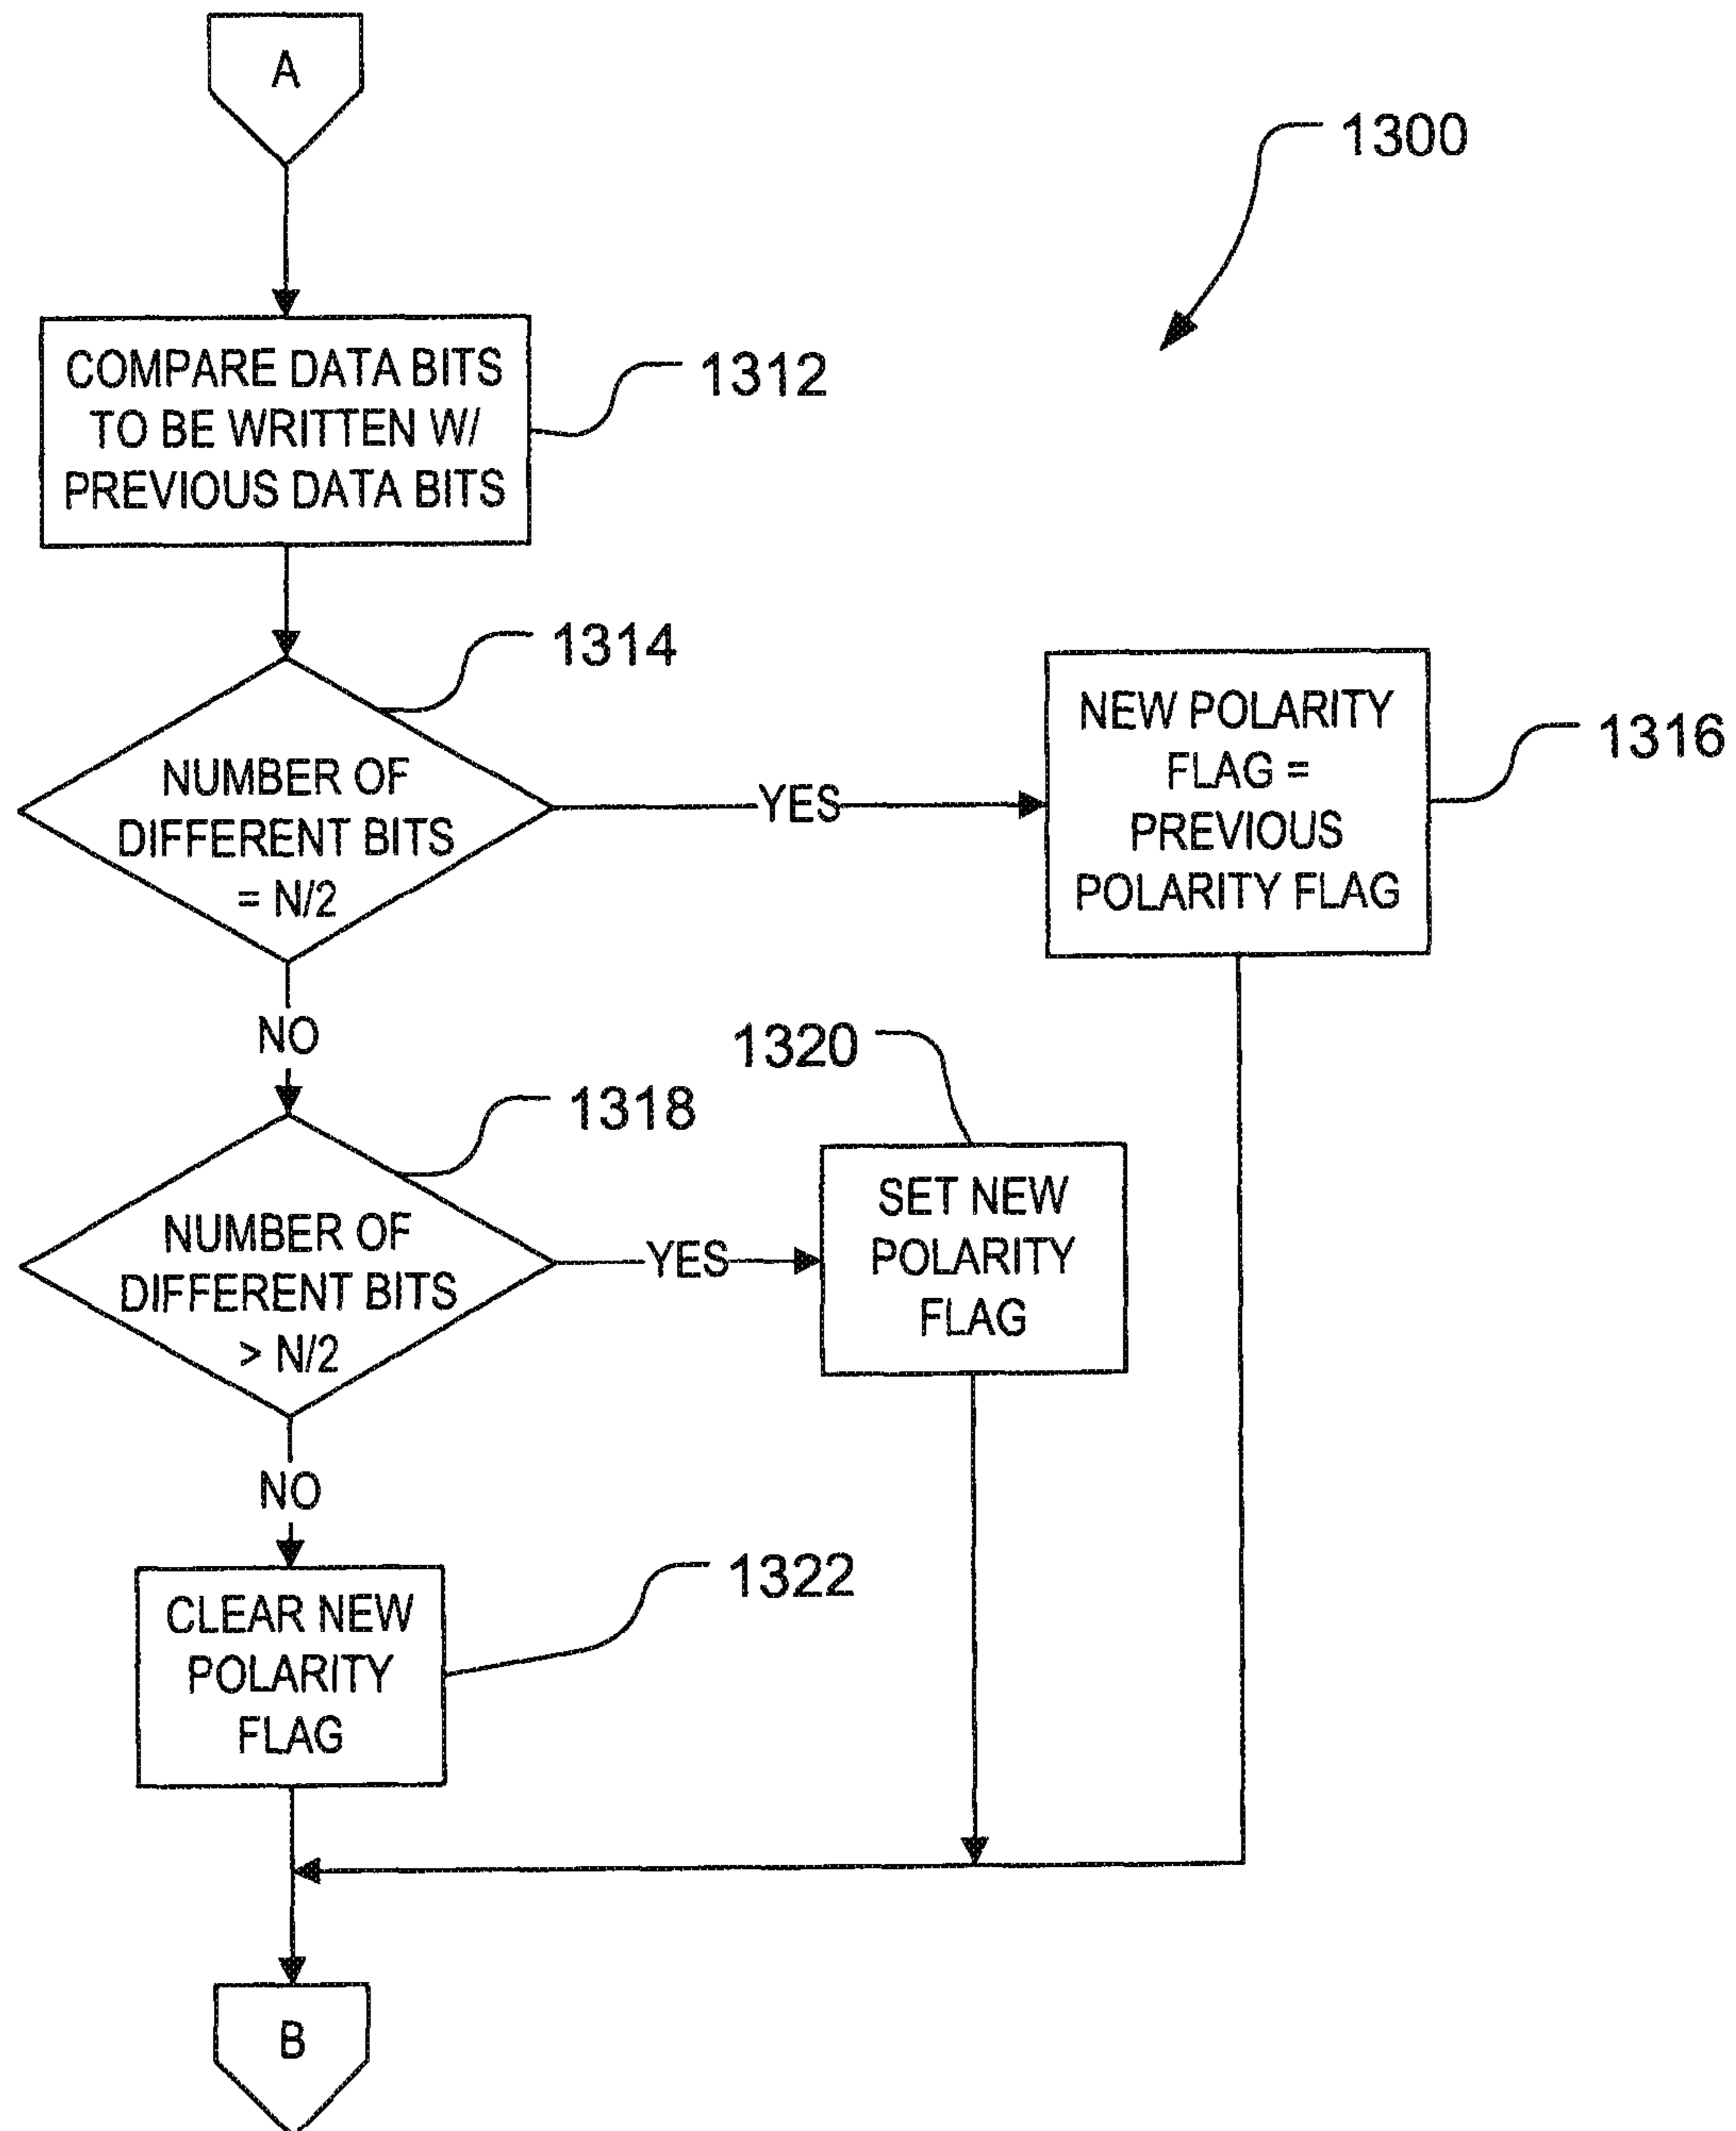 A
1300
COMPARE DATA BITS
TO BE WRITTEN W/
PREVIOUS DATA BITS
1312
1314
NUMBER OF
DIFFERENT BITS
= N/2
YES
NEW POLARITY
FLAG =
PREVIOUS
POLARITY FLAG
1316
NO
1318
NUMBER OF
DIFFERENT BITS
> N/2
YES
1320
SET NEW
POLARITY
FLAG
NO
CLEAR NEW
POLARITY
FLAG
1322
B